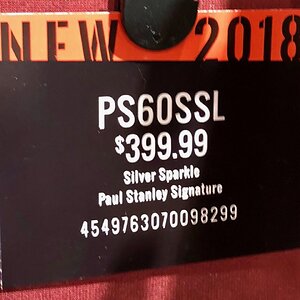 NEW 2018
PS60SSL
$399.99
Silver Sparkle
Paul Stanley Signature
4549763070098299